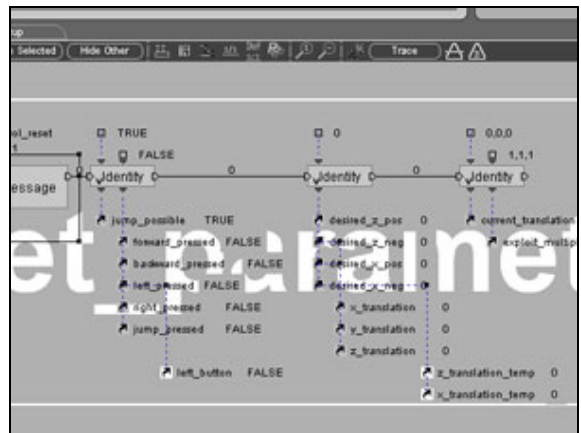 up
Selected Hide Other Trace
ol_reset TRUE 0 0,0,0
1 FALSE 1,1,1
0 0
essage Identity Identity Identity
jump_possible TRUE desired_z_pos 0 current_translation
forward_pressed FALSE desired_z_neg 0
backward_pressed FALSE desired_x_pos 0
left_pressed FALSE desired_x_neg 0
right_pressed FALSE x_translation 0
jump_pressed FALSE y_translation 0
z_translation 0
left_button FALSE z_translation_temp 0
x_translation_temp 0
et_paramet